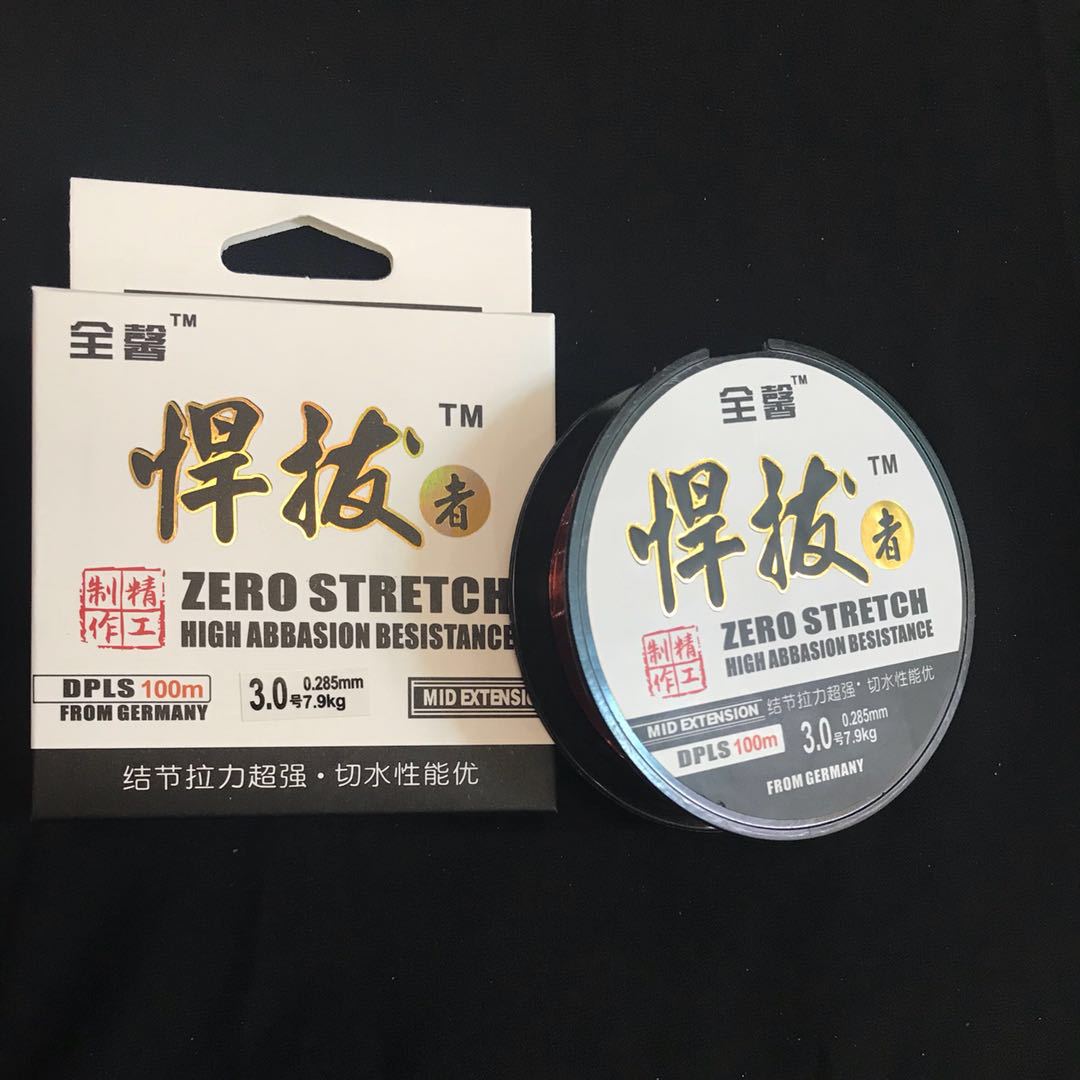 全馨™
悍拔者
TM
精工
制作
ZERO STRETCH
HIGH ABBASION BESISTANCE
DPLS 100m
FROM GERMANY
3.0号
0.285mm
7.9kg
MID EXTENSIO
结节拉力超强·切水性能优
全馨™
悍拔者
TM
精工
制作
ZERO STRETCH
HIGH ABBASION BESISTANCE
MID EXTENSION
结节拉力超强·切水性能优
DPLS 100m
3.0号
0.285mm
7.9kg
FROM GERMANY